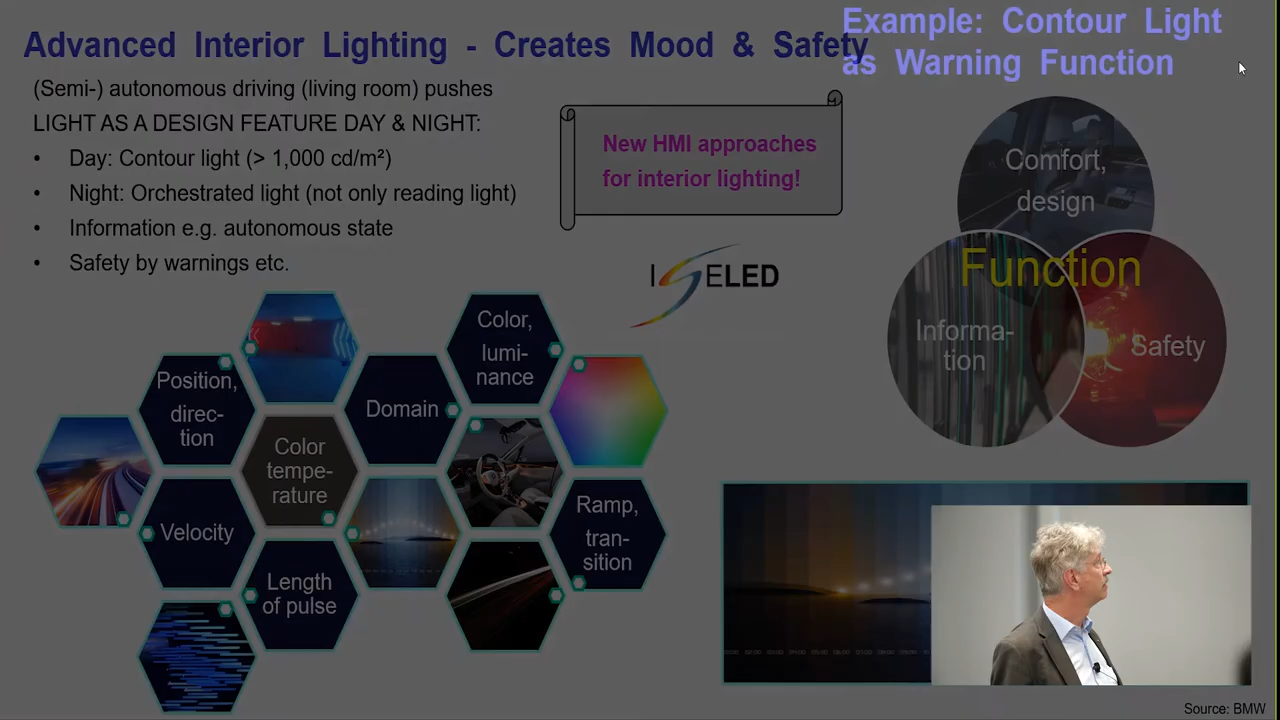 Advanced Interior Lighting - Creates Mood & Safety
Example: Contour Light
as Warning Function
(Semi-) autonomous driving (living room) pushes
LIGHT AS A DESIGN FEATURE DAY & NIGHT:
• Day: Contour light (> 1,000 cd/m²)
• Night: Orchestrated light (not only reading light)
• Information e.g. autonomous state
• Safety by warnings etc.
New HMI approaches
for interior lighting!
ISELED
Comfort,
design
Function
Informa-
tion
Safety
Color,
lumi-
nance
Position,
direc-
tion
Domain
Color
tempe-
rature
Velocity
Ramp,
tran-
sition
Length
of pulse
Source: BMW